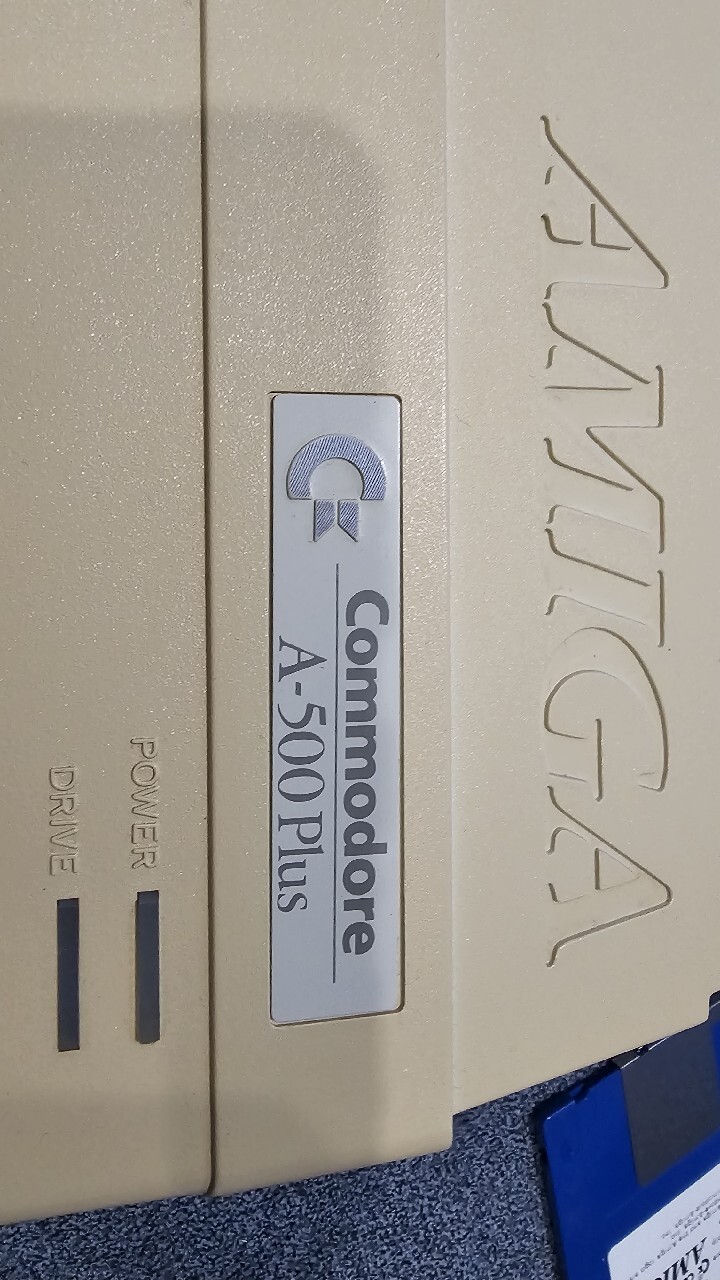 AMIGA
Commodore
A-500 Plus
POWER
DRIVE